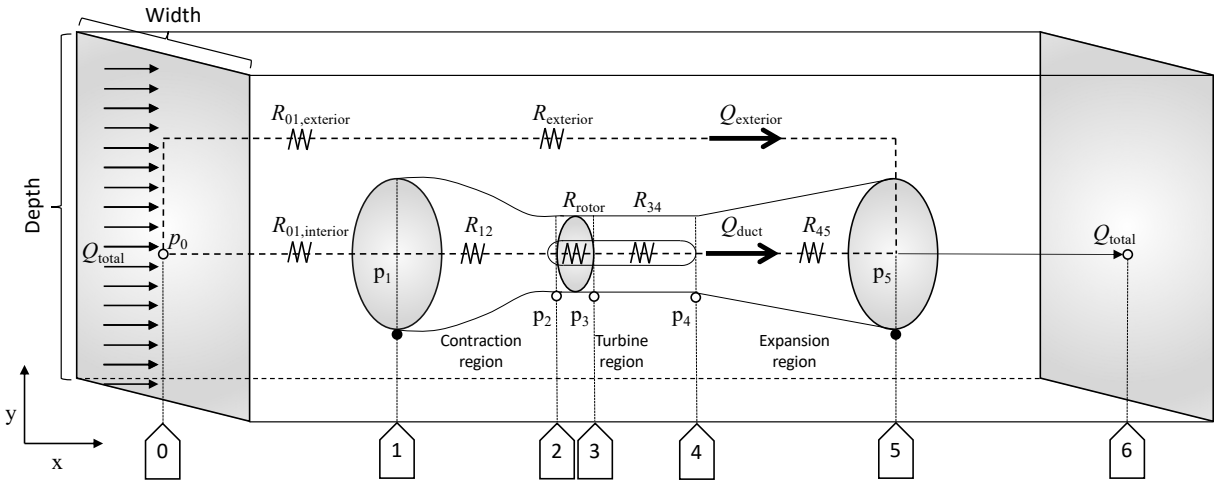 Width
Depth
R01,exterior
Rexterior
Qexterior
Qtotal
p0
R01,interior
R12
Rrotor
R34
Qduct
R45
Qtotal
p1
p5
p2
p3
p4
Contraction
region
Turbine
region
Expansion
region
y
x
0
1
2
3
4
5
6